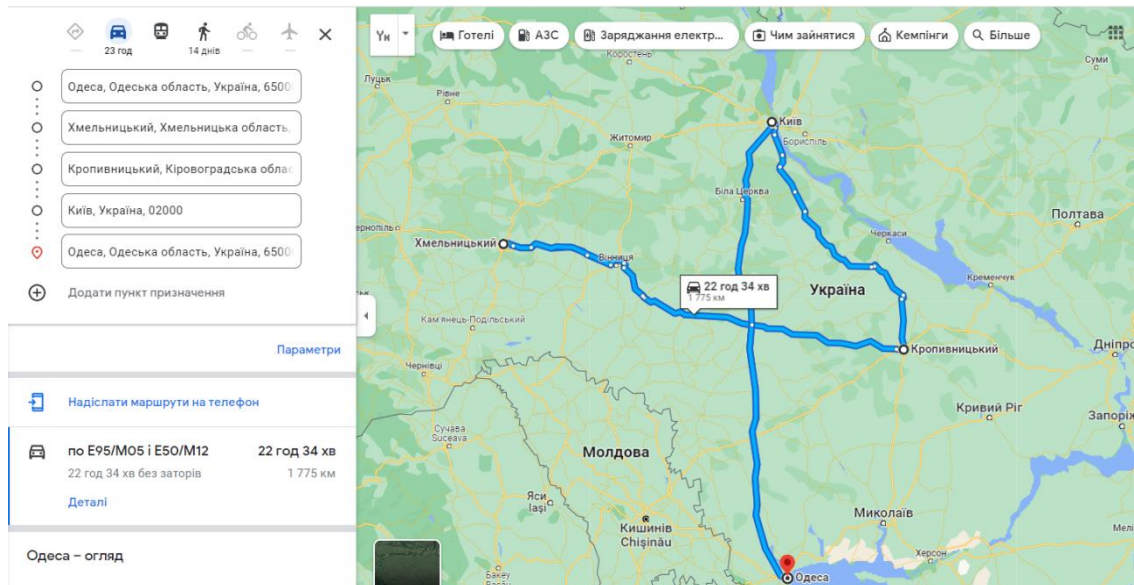 23 год
14 днів
Одеса, Одеська область, Україна, 6500
Хмельницький, Хмельницька область,
Кропивницький, Кіровоградська облас
Київ, Україна, 02000
Одеса, Одеська область, Україна, 6500
Додати пункт призначення
Параметри
Надіслати маршрути на телефон
по E95/M05 і E50/M12 22 год 34 хв
22 год 34 хв без заторів 1 775 км
Деталі
Одеса – огляд
Готелі
АЗС
Заряджання електр...
Чим зайнятися
Кемпінги
Більше
Коростень
Суми
Луцьк
Рівне
Київ
Житомир
Бориспіль
Біла Церква
Полтава
Черкаси
Хмельницький
Вінниця
Кременчук
22 год 34 хв
1 775 км
Україна
Кам'янець-Подільський
Кропивницький
Дніпро
Чернівці
Кривий Ріг
Запоріж
Сучава
Suceava
Молдова
Яси
Iași
Миколаїв
Кишинів
Chișinău
Херсон
Мелі
Одеса
Бакеу